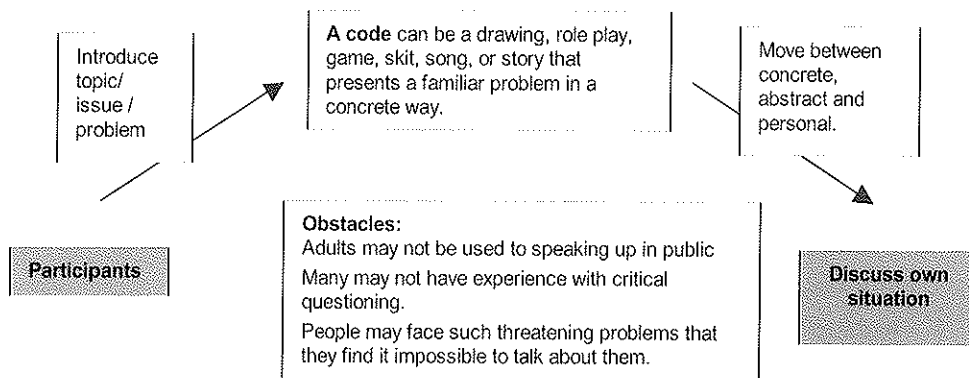 Introduce
topic/
issue /
problem
A code can be a drawing, role play,
game, skit, song, or story that
presents a familiar problem in a
concrete way.
Move between
concrete,
abstract and
personal.
Participants
Obstacles:
Adults may not be used to speaking up in public
Many may not have experience with critical
questioning.
People may face such threatening problems that
they find it impossible to talk about them.
Discuss own
situation